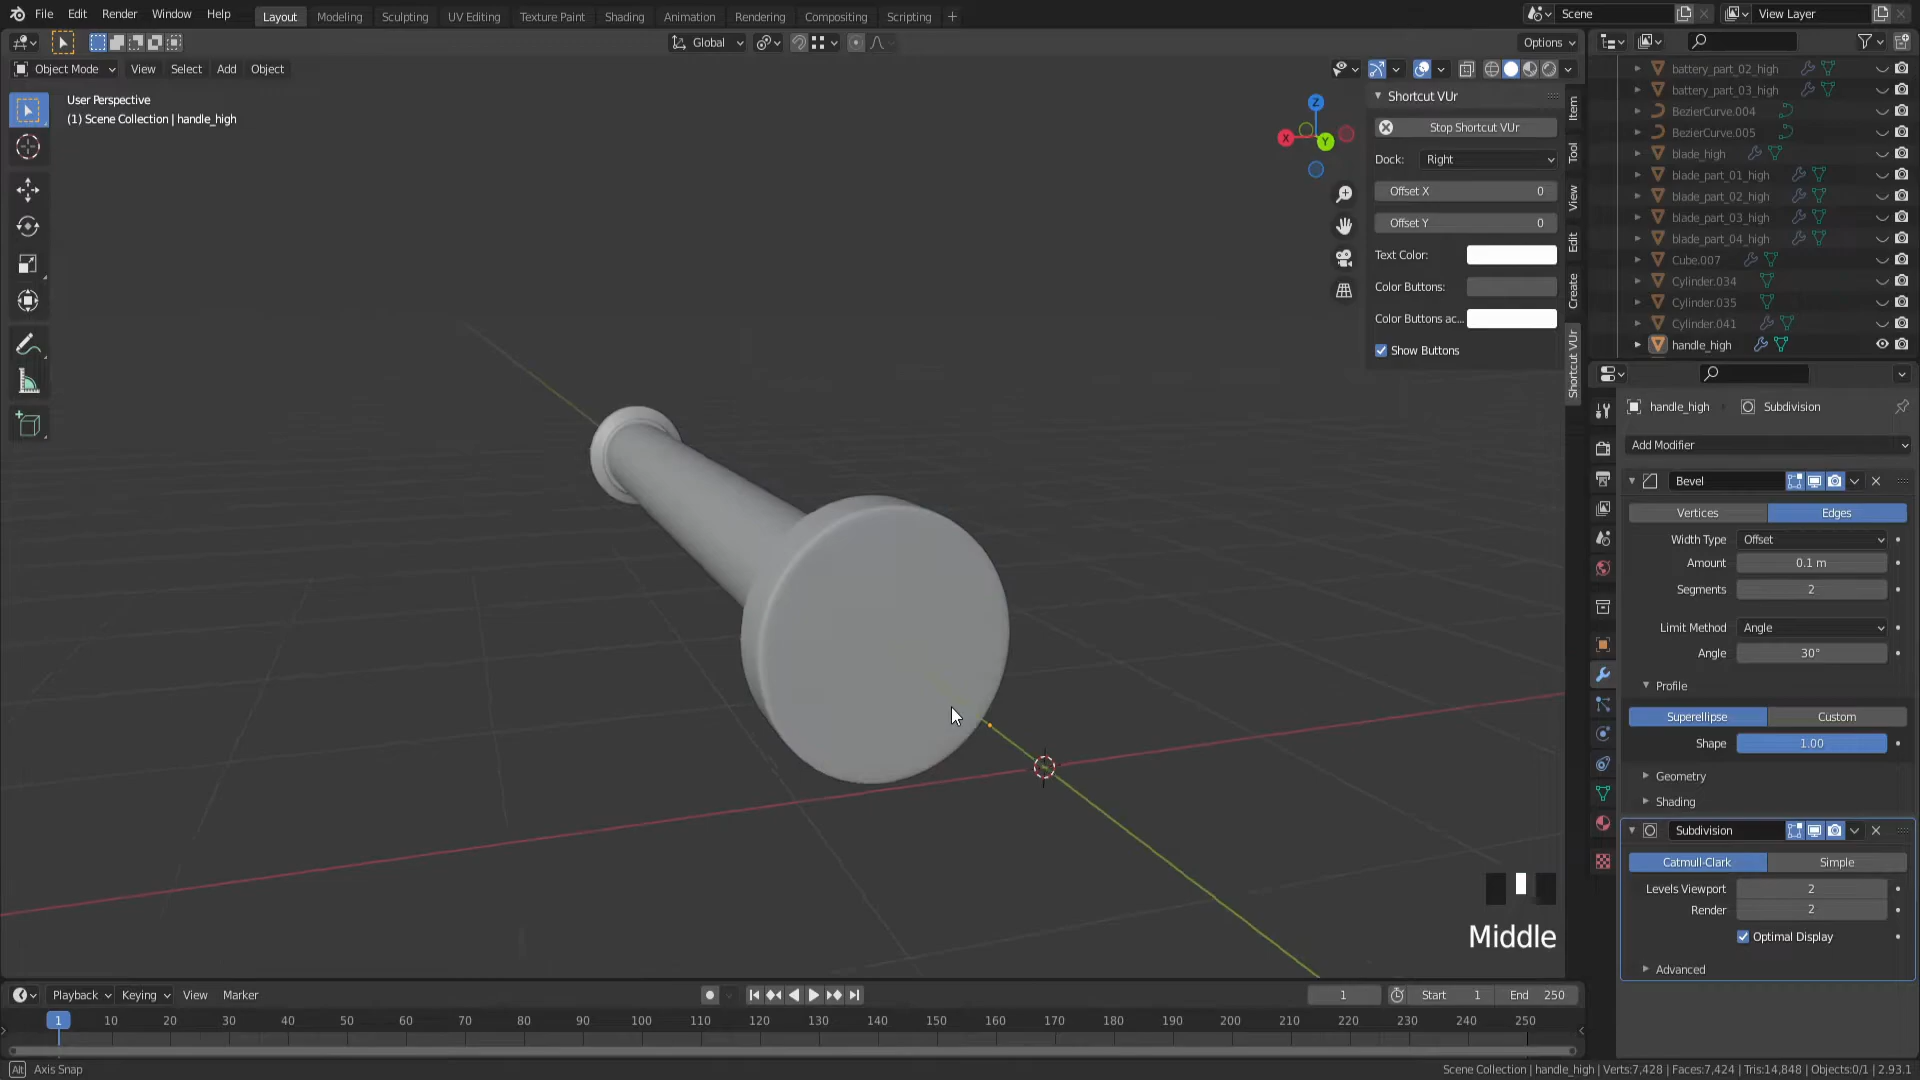 File Edit Render Window Help Layout Modeling Sculpting UV Editing Texture Paint Shading Animation Rendering Compositing Scripting + Scene View Layer
Global Options
Object Mode View Select Add Object
User Perspective
(1) Scene Collection | handle_high
Z
X
Y
Shortcut VUr
Stop Shortcut VUr
Dock: Right
Offset X 0
Offset Y 0
Text Color:
Color Buttons:
Color Buttons ac...
Show Buttons
Item
Tool
View
Edit
Create
Shortcut VUr
battery_part_02_high
battery_part_03_high
BezierCurve.004
BezierCurve.005
blade_high
blade_part_01_high
blade_part_02_high
blade_part_03_high
blade_part_04_high
Cube.007
Cylinder.034
Cylinder.035
Cylinder.041
handle_high
handle_high Subdivision
Add Modifier
Bevel
Vertices Edges
Width Type Offset
Amount 0.1 m
Segments 2
Limit Method Angle
Angle 30°
Profile
Superellipse Custom
Shape 1.00
Geometry
Shading
Subdivision
Catmull-Clark Simple
Levels Viewport 2
Render 2
Optimal Display
Advanced
Middle
Playback Keying View Marker 1 Start 1 End 250
1 10 20 30 40 50 60 70 80 90 100 110 120 130 140 150 160 170 180 190 200 210 220 230 240 250
Alt Axis Snap Scene Collection | handle_high | Verts:7,428 | Faces:7,424 | Tris:14,848 | Objects:0/1 | 2.93.1